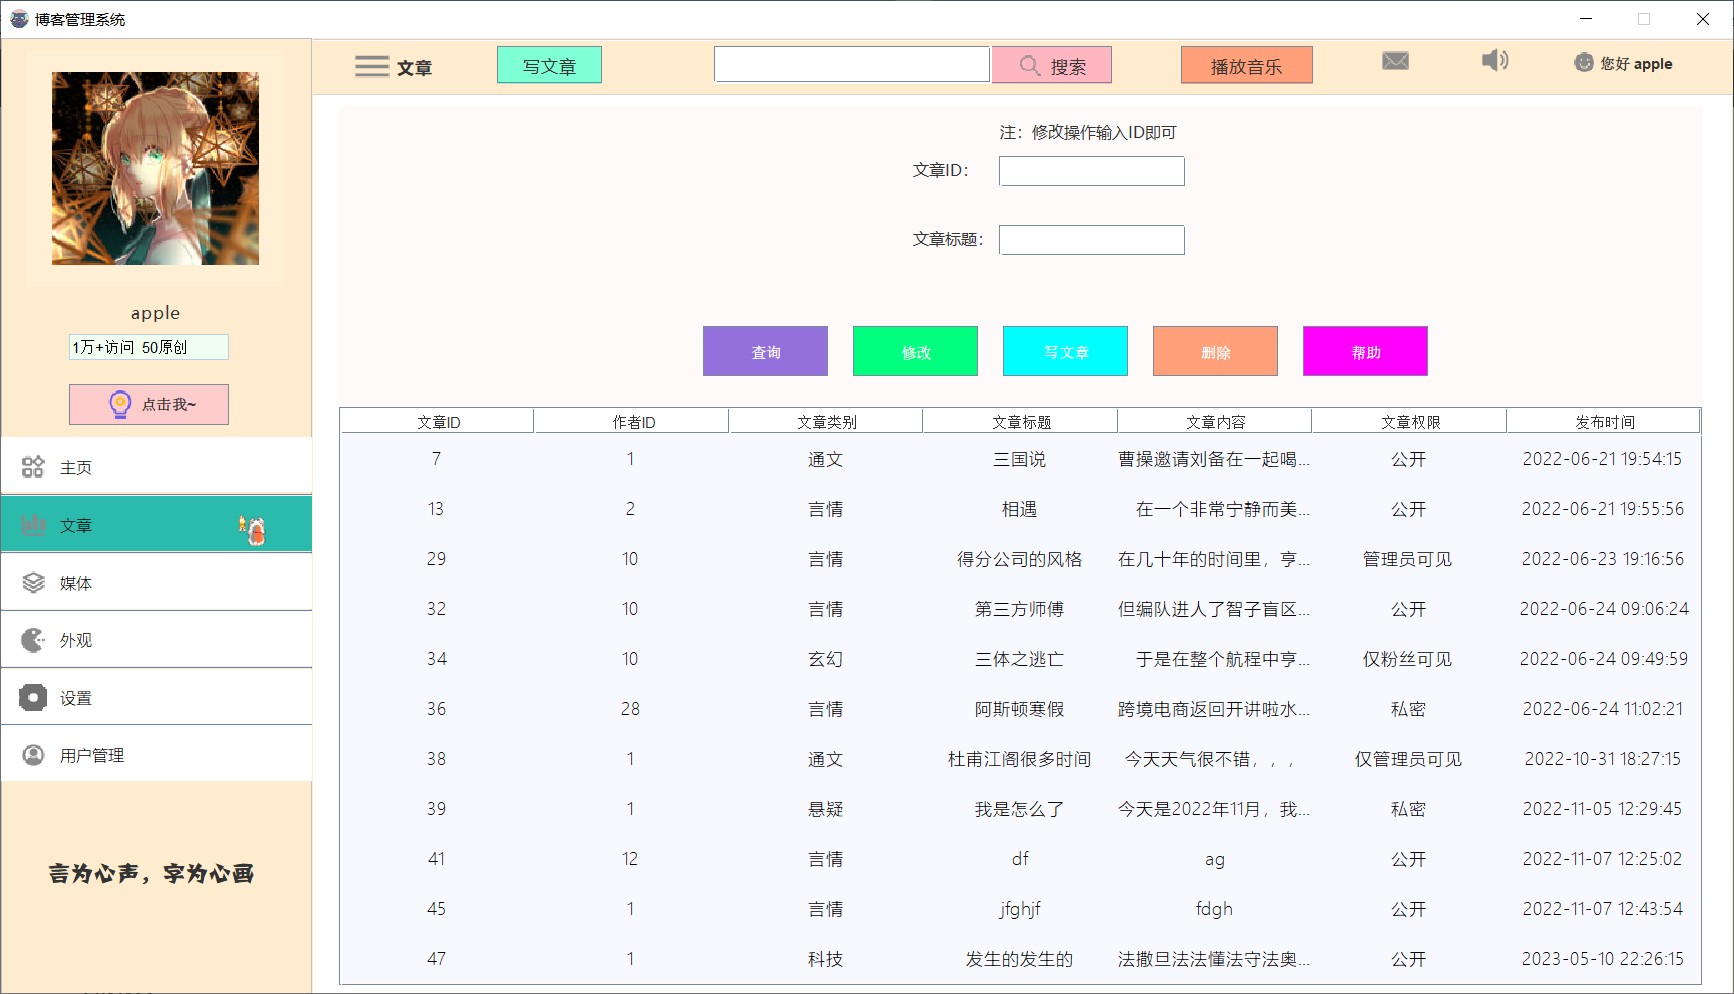 博客管理系统
文章
写文章
搜索
播放音乐
您好 apple
apple
1万+访问 50原创
点击我~
主页
文章
媒体
外观
设置
用户管理
言为心声，字为心画
注：修改操作输入ID即可
文章ID：
文章标题：
查询 修改 写文章 删除 帮助
文章ID 作者ID 文章类别 文章标题 文章内容 文章权限 发布时间
7 1 通文 三国说 曹操邀请刘备在一起喝... 公开 2022-06-21 19:54:15
13 2 言情 相遇 在一个非常宁静而美... 公开 2022-06-21 19:55:56
29 10 言情 得分公司的风格 在几十年的时间里，亨... 管理员可见 2022-06-23 19:16:56
32 10 言情 第三方师傅 但编队进人了智子盲区... 公开 2022-06-24 09:06:24
34 10 玄幻 三体之逃亡 于是在整个航程中亨... 仅粉丝可见 2022-06-24 09:49:59
36 28 言情 阿斯顿寒假 跨境电商返回开讲啦水... 私密 2022-06-24 11:02:21
38 1 通文 杜甫江阁很多时间 今天天气很不错，，， 仅管理员可见 2022-10-31 18:27:15
39 1 悬疑 我是怎么了 今天是2022年11月，我... 私密 2022-11-05 12:29:45
41 12 言情 df ag 公开 2022-11-07 12:25:02
45 1 言情 jfghjf fdgh 公开 2022-11-07 12:43:54
47 1 科技 发生的发生的 法撒旦法法懂法守法奥... 公开 2023-05-10 22:26:15